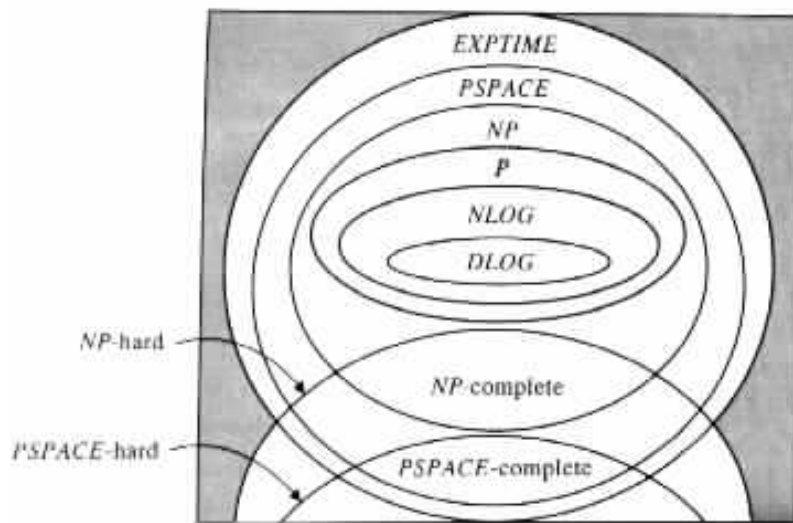 EXPTIME
PSPACE
NP
P
NLOG
DLOG
NP-hard
NP-complete
PSPACE-hard
PSPACE-complete